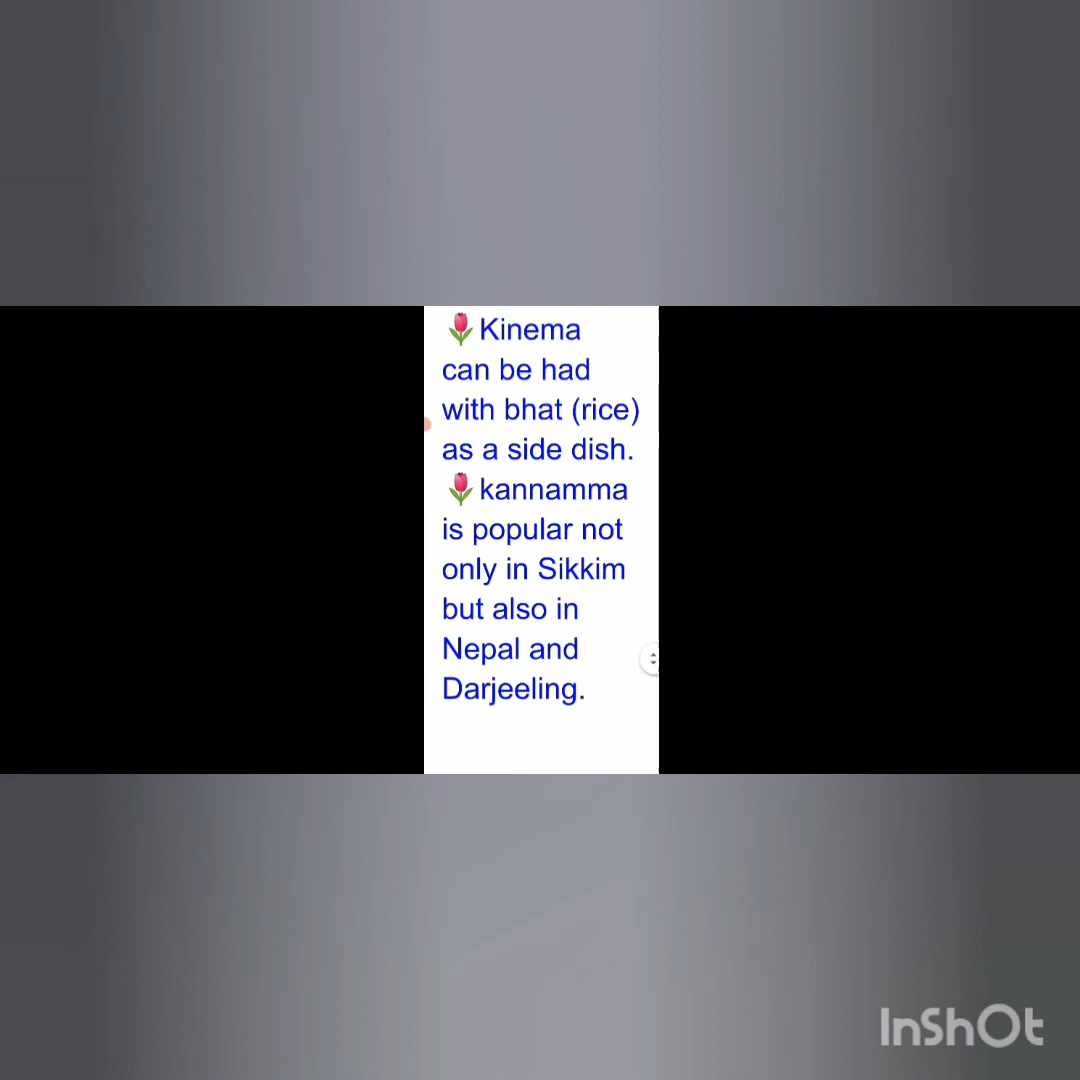 🌷Kinema
can be had
with bhat (rice)
as a side dish.
🌷kannamma
is popular not
only in Sikkim
but also in
Nepal and
Darjeeling.
InShOt